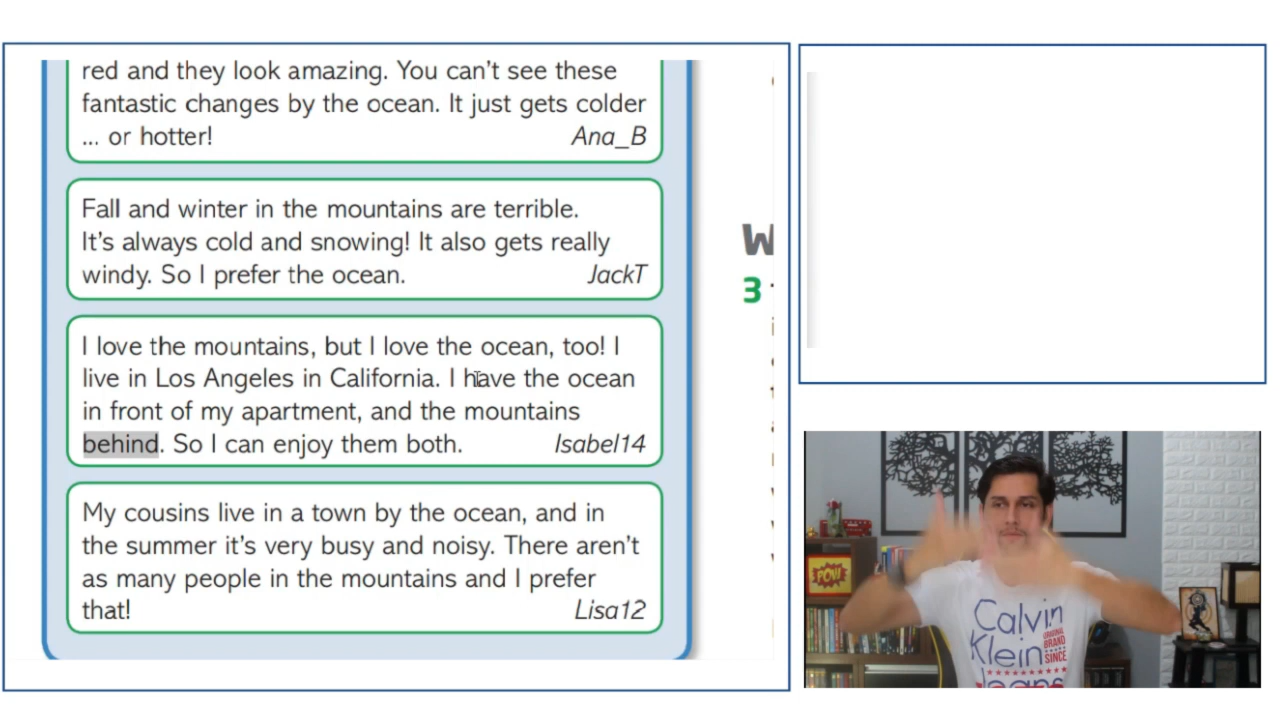 red and they look amazing. You can't see these
fantastic changes by the ocean. It just gets colder
... or hotter!
Ana_B
Fall and winter in the mountains are terrible.
It's always cold and snowing! It also gets really
windy. So I prefer the ocean.
JackT
I love the mountains, but I love the ocean, too! I
live in Los Angeles in California. I have the ocean
in front of my apartment, and the mountains
behind. So I can enjoy them both.
Isabel14
My cousins live in a town by the ocean, and in
the summer it's very busy and noisy. There aren't
as many people in the mountains and I prefer
that!
Lisa12
W
3
POW!
Calvin
Klein
Jeans
ORIGINAL
BRAND
SINCE